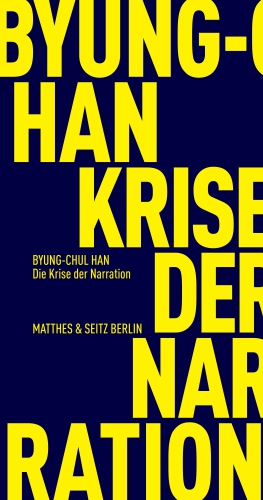 BYUNG-C
HAN
KRISE
BYUNG-CHUL HAN
Die Krise der Narration
DER
MATTHES & SEITZ BERLIN
NAR
RATION